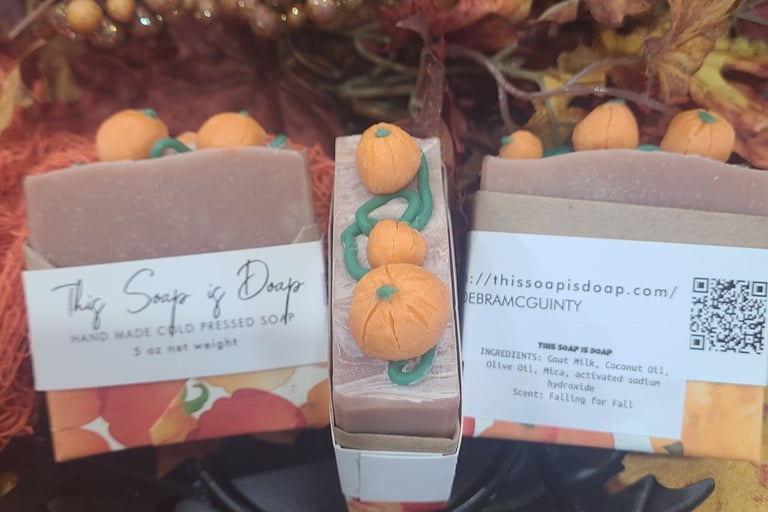 This Soap is Doap
HAND MADE COLD PRESSED SOAP
5 oz net weight
://thissoapisdoap.com/
DEBRAMCGUINTY
THIS SOAP IS DOAP
INGREDIENTS: Goat Milk, Coconut Oil,
Olive Oil, Mica, activated sodium
hydroxide
Scent: Falling for Fall